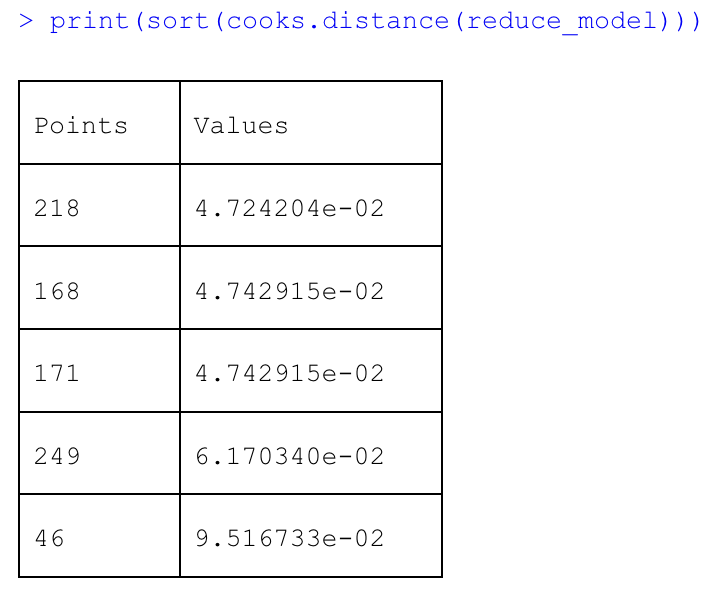 > print(sort(cooks.distance(reduce_model)))
Points Values
218 4.724204e-02
168 4.742915e-02
171 4.742915e-02
249 6.170340e-02
46 9.516733e-02